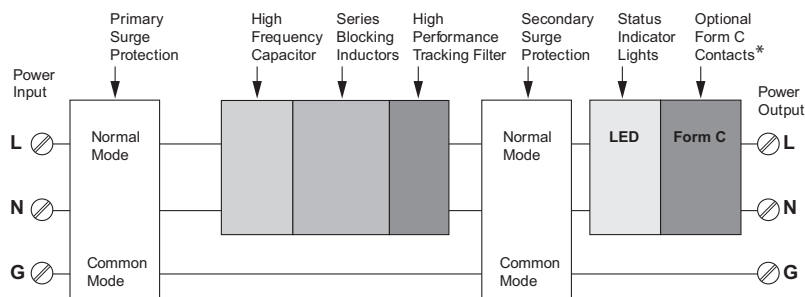 Primary
Surge
Protection
High
Frequency
Capacitor
Series
Blocking
Inductors
High
Performance
Tracking Filter
Secondary
Surge
Protection
Status
Indicator
Lights
Optional
Form C
Contacts*
Power
Input
Power
Output
L
Normal
Mode
Normal
Mode
LED
Form C
L
N
N
G
Common
Mode
Common
Mode
G